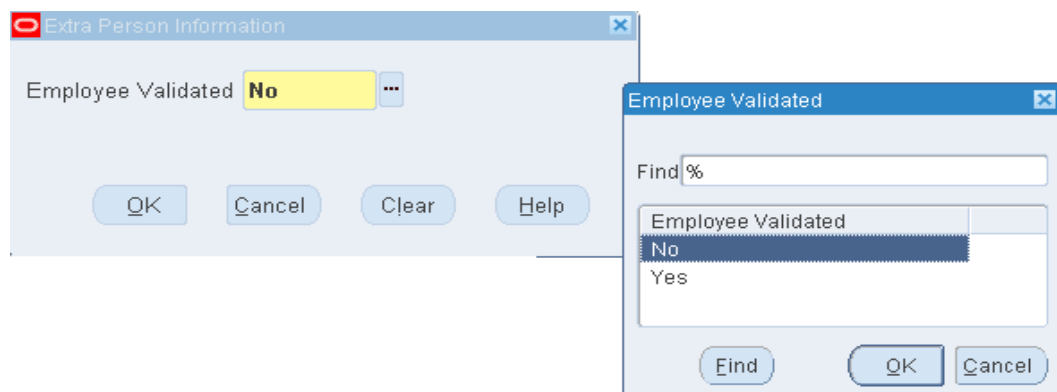 Extra Person Information
Employee Validated No ...
OK Cancel Clear Help
Employee Validated
Find %
Employee Validated
No
Yes
Find OK Cancel